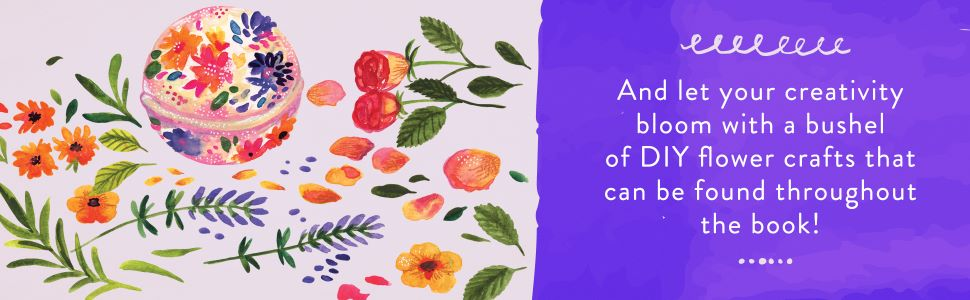 And let your creativity
bloom with a bushel
of DIY flower crafts that
can be found throughout
the book!